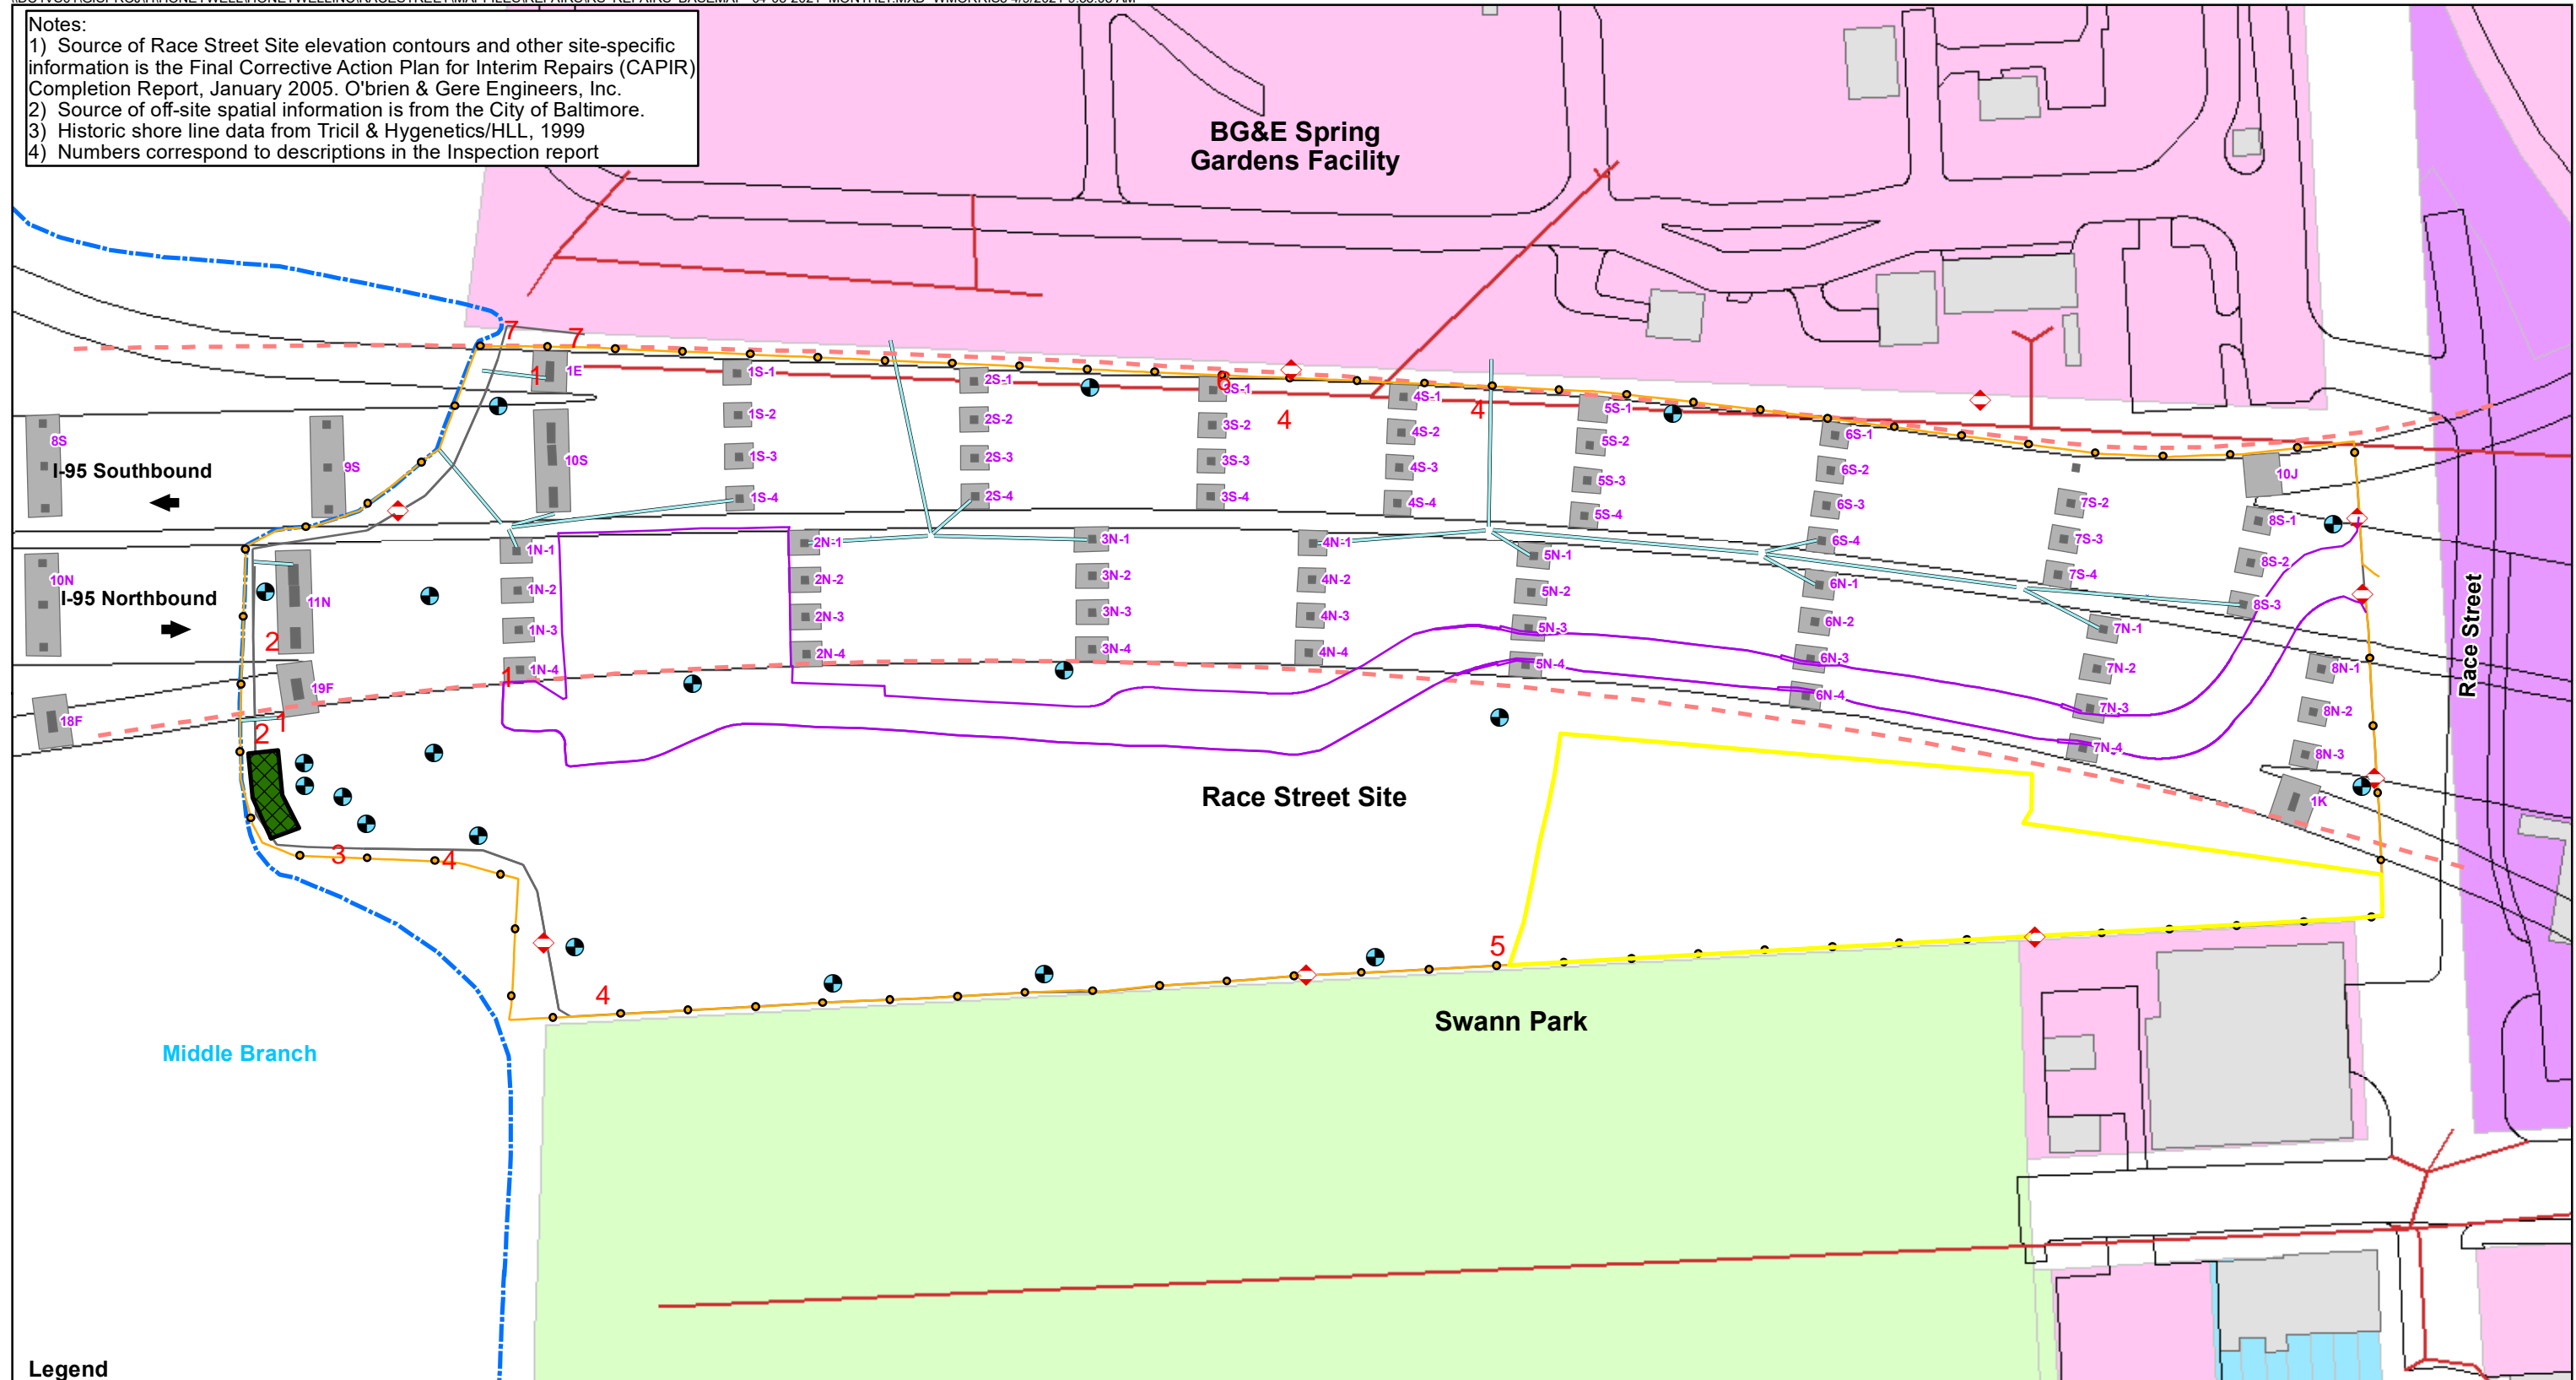 Notes:
1) Source of Race Street Site elevation contours and other site-specific
information is the Final Corrective Action Plan for Interim Repairs (CAPIR)
Completion Report, January 2005. O'brien & Gere Engineers, Inc.
2) Source of off-site spatial information is from the City of Baltimore.
3) Historic shore line data from Tricil & Hygenetics/HLL, 1999
4) Numbers correspond to descriptions in the Inspection report
BG&E Spring
Gardens Facility
7
7
1
1E
1S-1
2S-1
6
3S-1
4S-1
4
4
5S-1
6S-1
1S-2
2S-2
3S-2
4S-2
5S-2
6S-2
8S
I-95 Southbound
9S
10S
1S-3
2S-3
3S-3
4S-3
5S-3
6S-3
10J
1S-4
2S-4
3S-4
4S-4
5S-4
6S-4
7S-2
7S-3
7S-4
8S-1
8S-2
8S-3
10N
I-95 Northbound
11N
1N-1
2N-1
3N-1
4N-1
5N-1
6N-1
7N-1
8N-1
1N-2
2N-2
3N-2
4N-2
5N-2
6N-2
7N-2
8N-2
2
1N-3
2N-3
3N-3
4N-3
5N-3
6N-3
7N-3
8N-3
1
1N-4
2N-4
3N-4
4N-4
5N-4
6N-4
7N-4
18F
19F
1
2
1K
Race Street
Race Street Site
3
4
4
5
Swann Park
Middle Branch
Legend